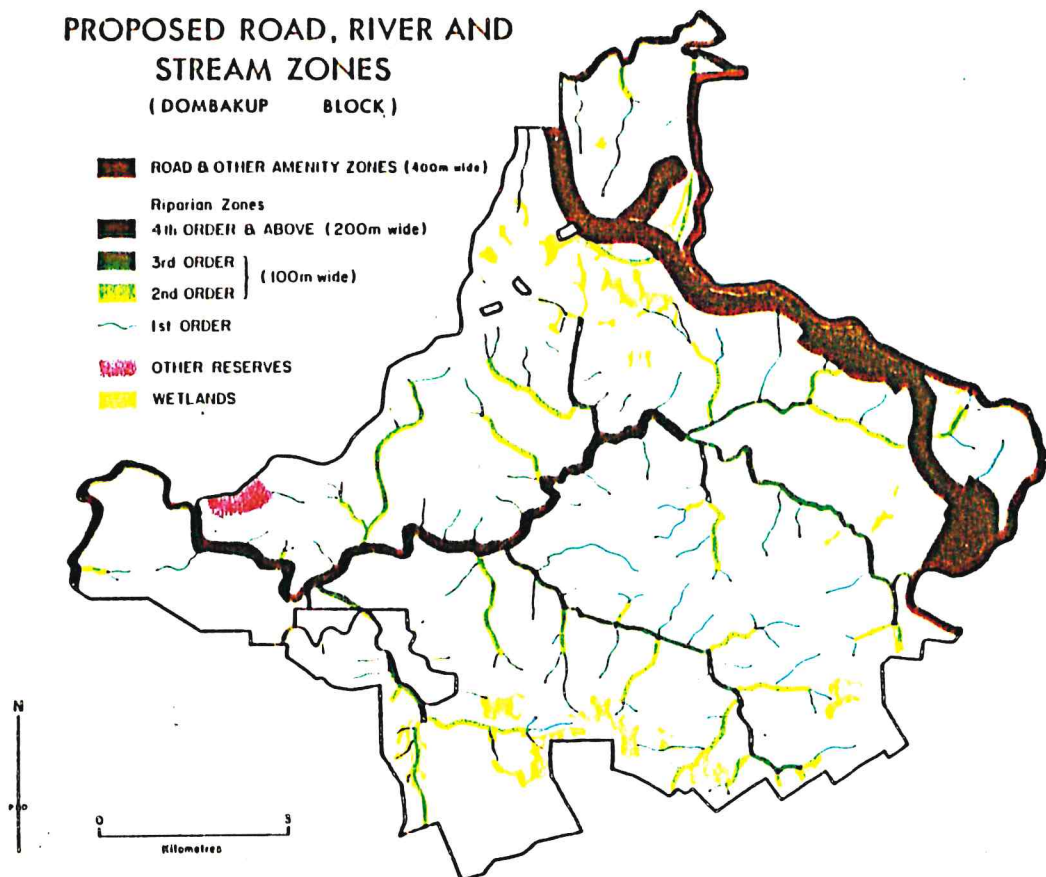 PROPOSED ROAD, RIVER AND
STREAM ZONES
(DOMBAKUP BLOCK)
ROAD & OTHER AMENITY ZONES (400m wide)
Riparian Zones
4th ORDER & ABOVE (200m wide)
3rd ORDER
(100m wide)
2nd ORDER
1st ORDER
OTHER RESERVES
WETLANDS
N
0 3
Kilometres